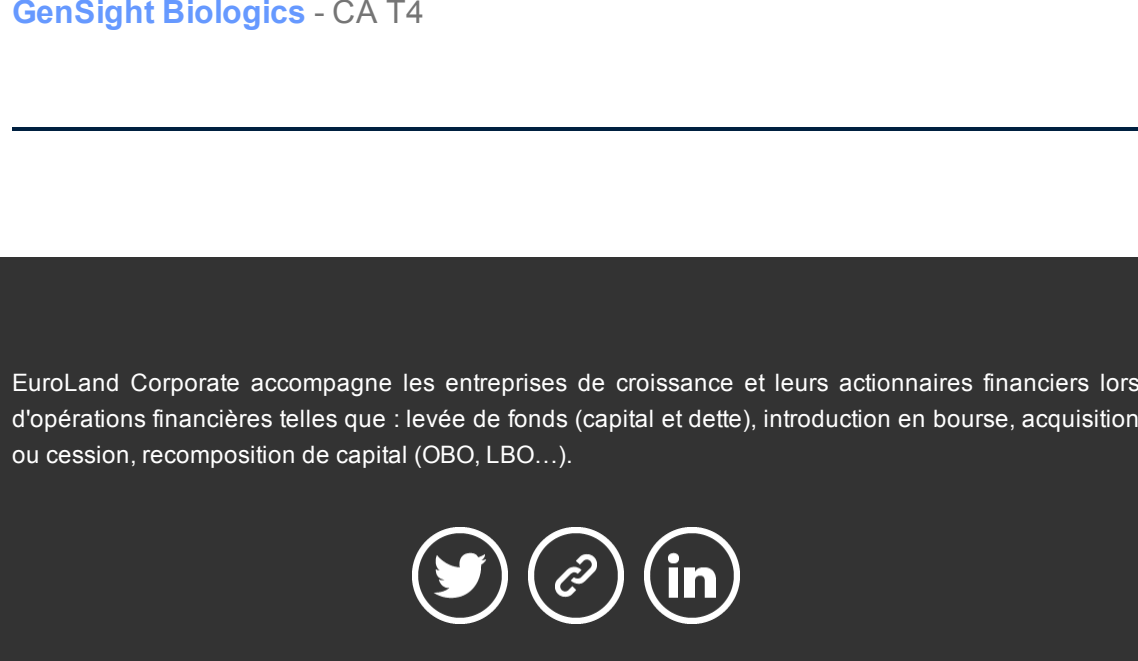 GenSight Biologics - CA T4
EuroLand Corporate accompagne les entreprises de croissance et leurs actionnaires financiers lors
d'opérations financières telles que : levée de fonds (capital et dette), introduction en bourse, acquisition
ou cession, recomposition de capital (OBO, LBO…).
in